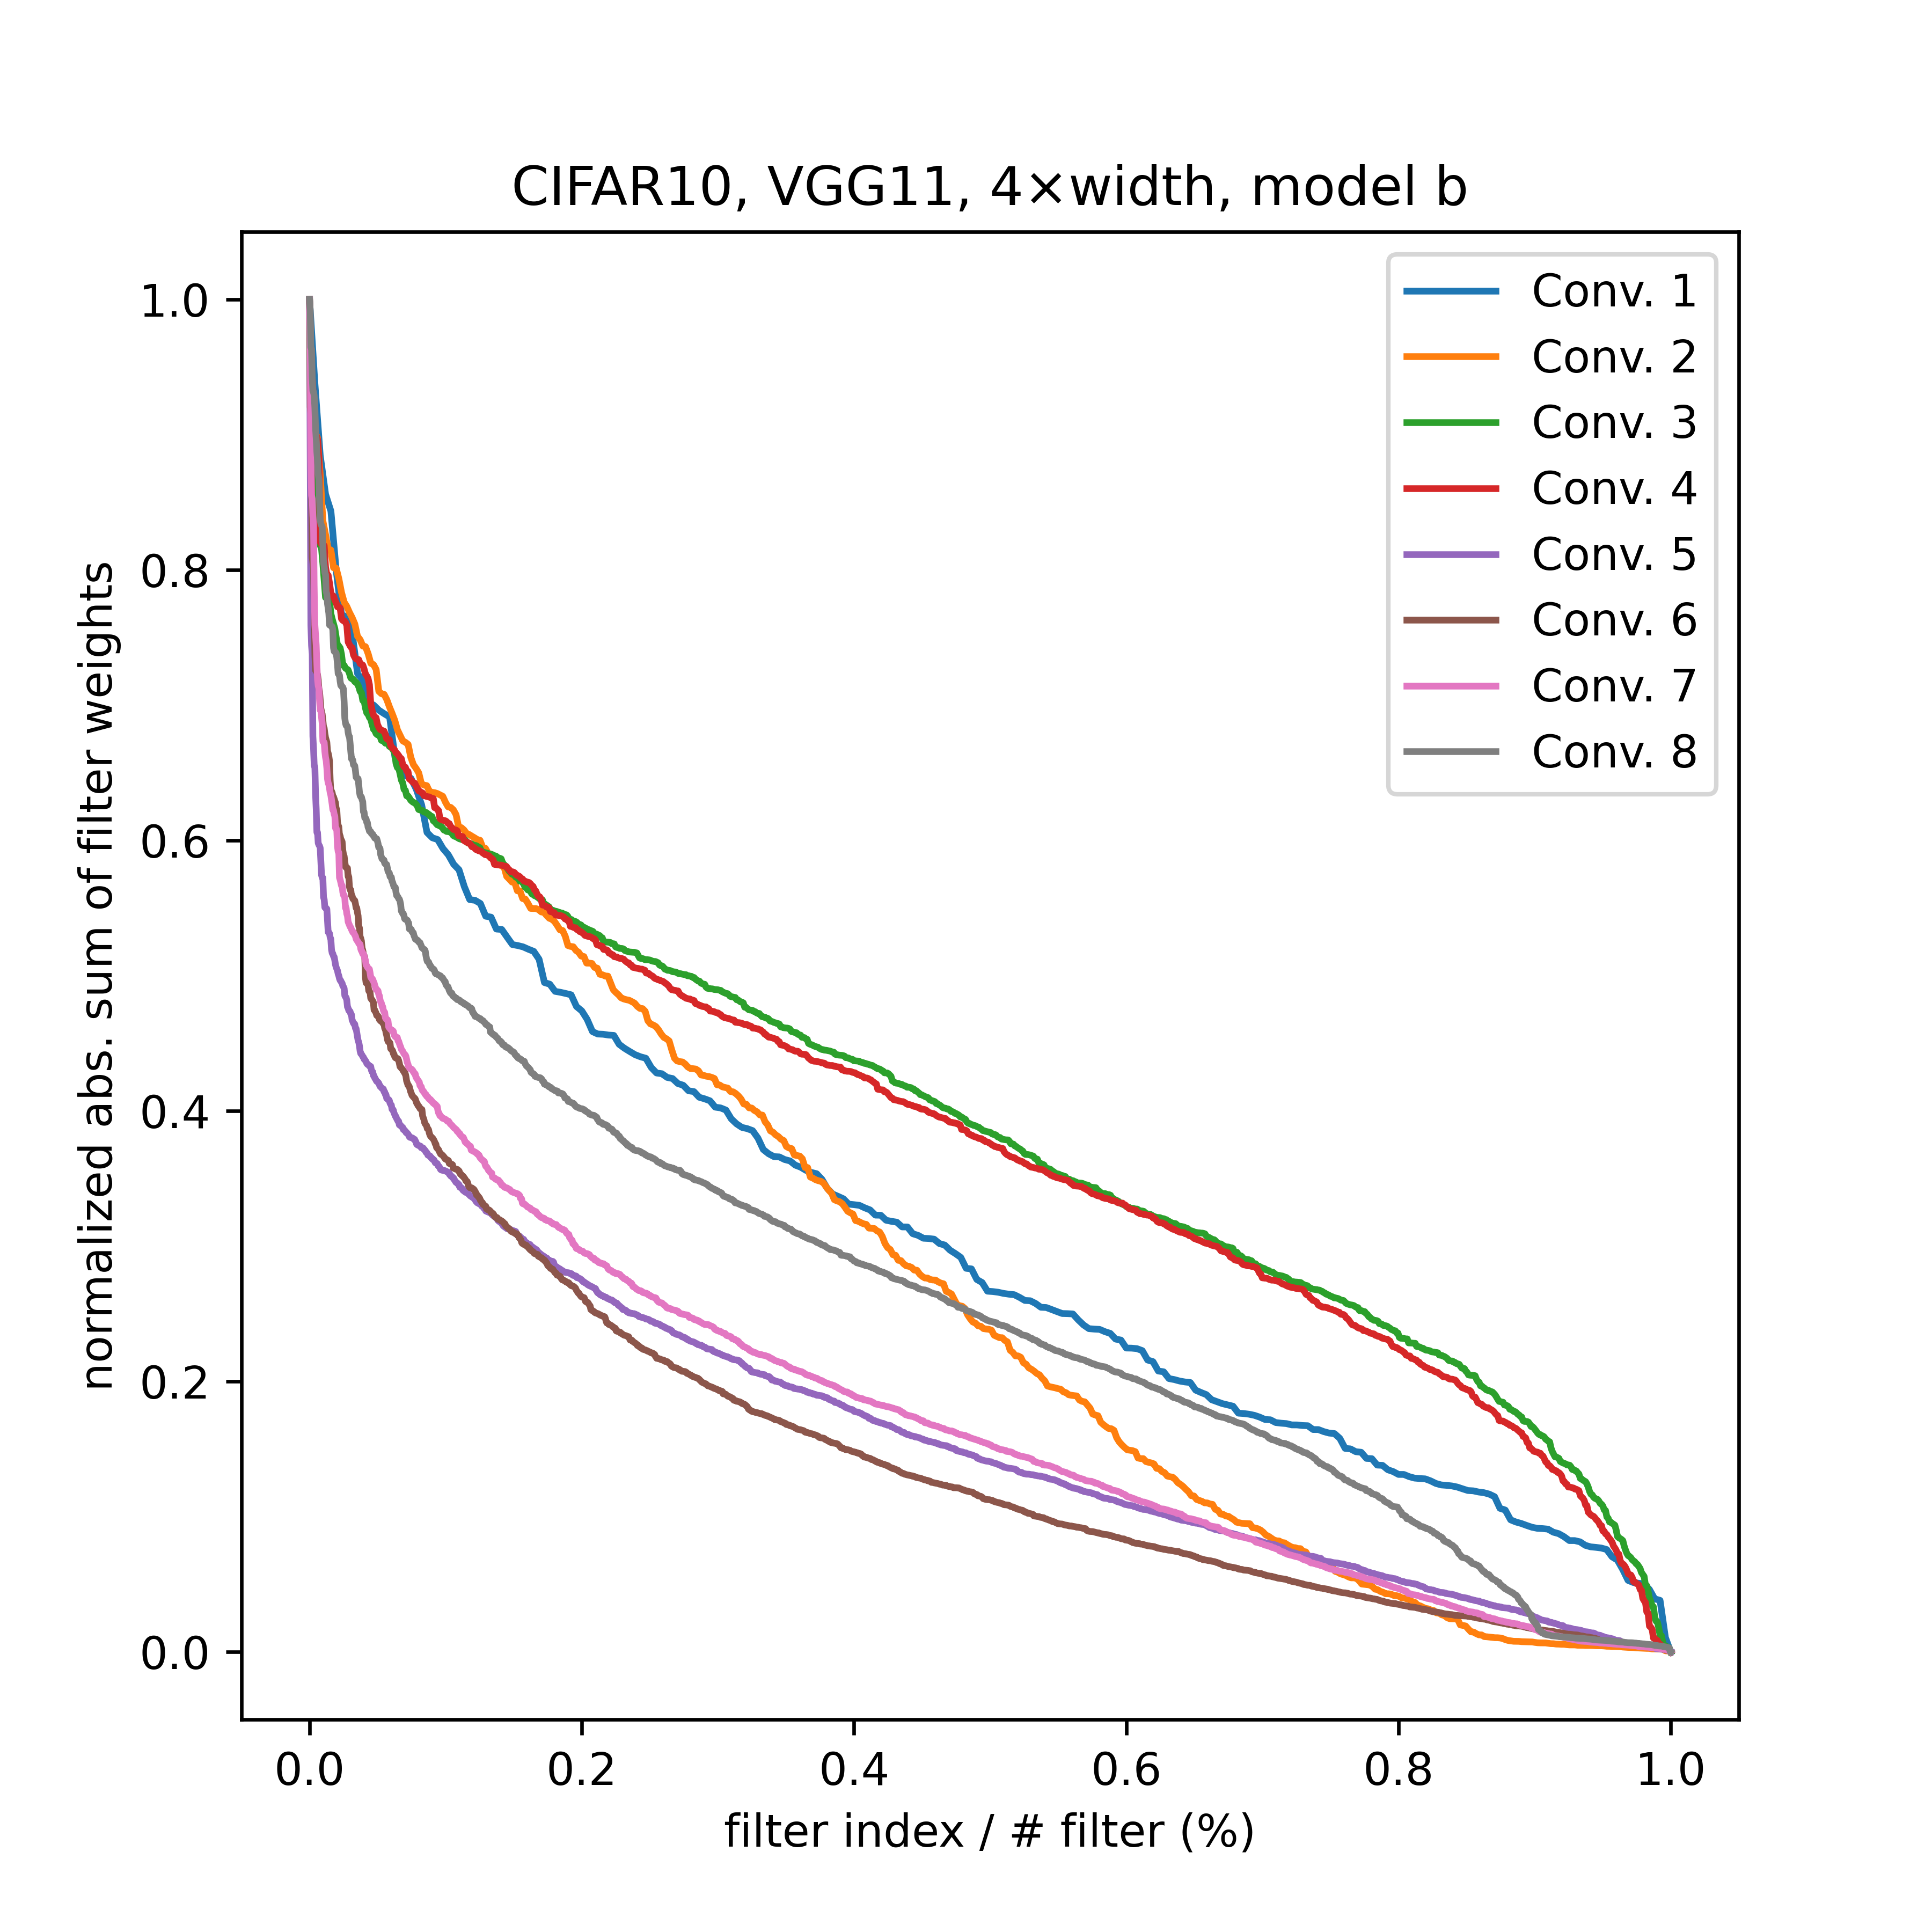 CIFAR10, VGG11, 4×width, model b
Conv. 1
Conv. 2
Conv. 3
Conv. 4
Conv. 5
Conv. 6
Conv. 7
Conv. 8
normalized abs. sum of filter weights
1.0
0.8
0.6
0.4
0.2
0.0
0.0 0.2 0.4 0.6 0.8 1.0
filter index / # filter (%)